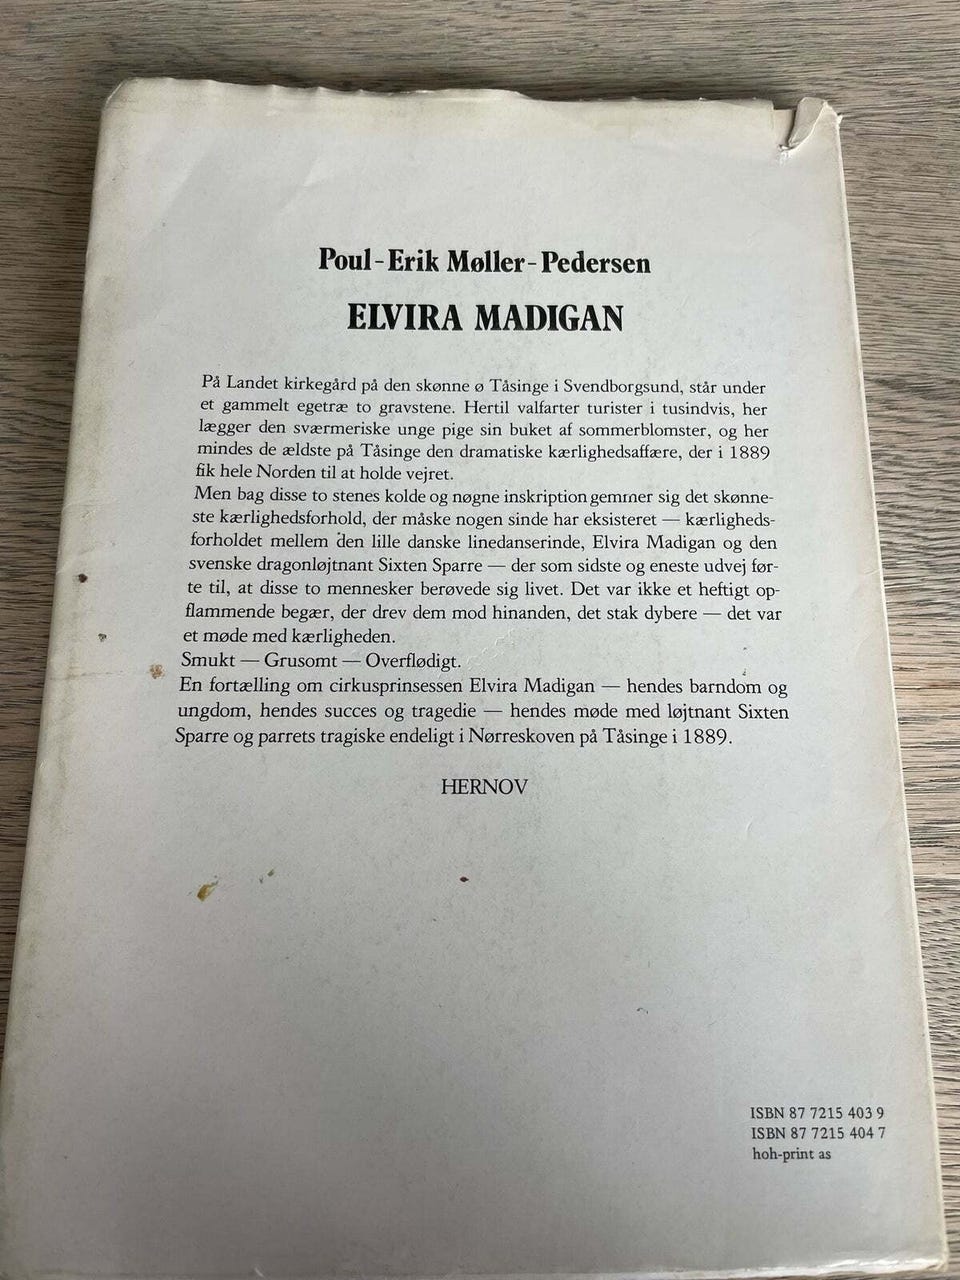 Poul-Erik Møller-Pedersen
ELVIRA MADIGAN
På Landet kirkegård på den skønne ø Tåsinge i Svendborgsund, står under
et gammelt egetræ to gravstene. Hertil valfarter turister i tusindvis, her
lægger den sværmeriske unge pige sin buket af sommerblomster, og her
mindes de ældste på Tåsinge den dramatiske kærlighedsaffære, der i 1889
fik hele Norden til at holde vejret.
Men bag disse to stenes kolde og nøgne inskription gemmer sig det skønne-
ste kærlighedsforhold, der måske nogen sinde har eksisteret — kærligheds-
forholdet mellem den lille danske linedanserinde, Elvira Madigan og den
svenske dragonløjtnant Sixten Sparre — der som sidste og eneste udvej før-
te til, at disse to mennesker berøvede sig livet. Det var ikke et heftigt op-
flammende begær, der drev dem mod hinanden, det stak dybere — det var
et møde med kærligheden.
Smukt — Grusomt — Overflødigt.
En fortælling om cirkusprinsessen Elvira Madigan — hendes barndom og
ungdom, hendes succes og tragedie — hendes møde med løjtnant Sixten
Sparre og parrets tragiske endeligt i Nørreskoven på Tåsinge i 1889.
HERNOV
ISBN 87 7215 403 9
ISBN 87 7215 404 7
hoh-print as